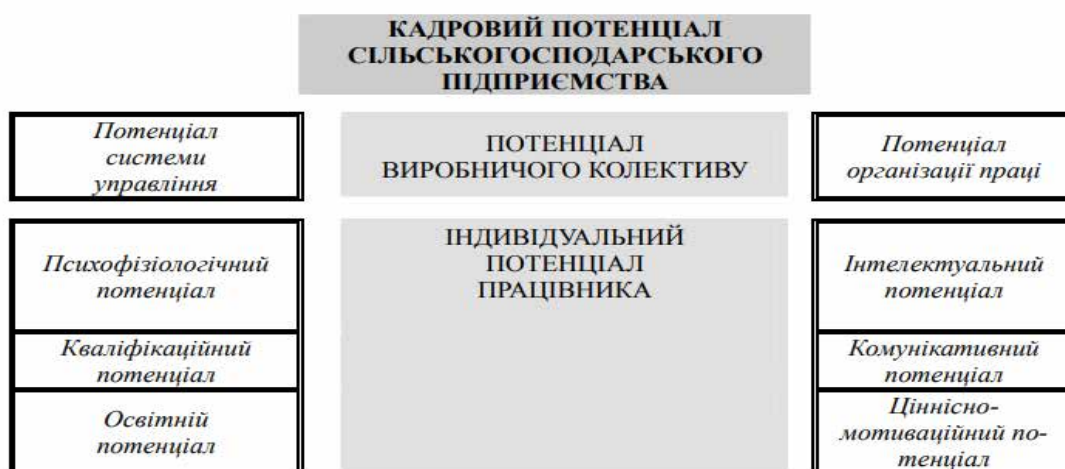 КАДРОВИЙ ПОТЕНЦІАЛ
СІЛЬСЬКОГОСПОДАРСЬКОГО
ПІДПРИЄМСТВА
Потенціал
системи
управління
ПОТЕНЦІАЛ
ВИРОБНИЧОГО КОЛЕКТИВУ
Потенціал
організації праці
Психофізіологічний
потенціал
ІНДИВІДУАЛЬНИЙ
ПОТЕНЦІАЛ
ПРАЦІВНИКА
Інтелектуальний
потенціал
Кваліфікаційний
потенціал
Комунікативний
потенціал
Освітній
потенціал
Ціннісно-
мотиваційний по-
тенціал